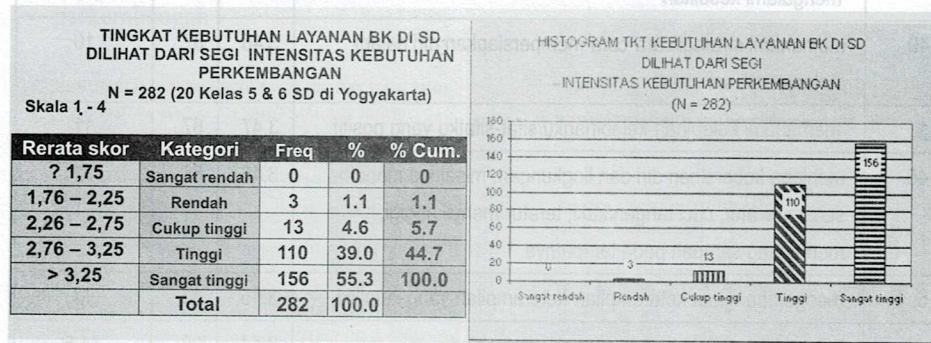 TINGKAT KEBUTUHAN LAYANAN BK DI SD
DILIHAT DARI SEGI INTENSITAS KEBUTUHAN
PERKEMBANGAN
N = 282 (20 Kelas 5 & 6 SD di Yogyakarta)
Skala 1 - 4
Rerata skor Kategori Freq % % Cum.
? 1,75 Sangat rendah 0 0 0
1,76 – 2,25 Rendah 3 1.1 1.1
2,26 – 2,75 Cukup tinggi 13 4.6 5.7
2,76 – 3,25 Tinggi 110 39.0 44.7
> 3,25 Sangat tinggi 156 55.3 100.0
Total 282 100.0
HISTOGRAM TKT KEBUTUHAN LAYANAN BK DI SD
DILIHAT DARI SEGI
INTENSITAS KEBUTUHAN PERKEMBANGAN
(N = 282)
180
160
140
120
100
80
60
40
20
0
0
3
13
110
156
Sangat rendah Rendah Cukup tinggi Tinggi Sangat tinggi